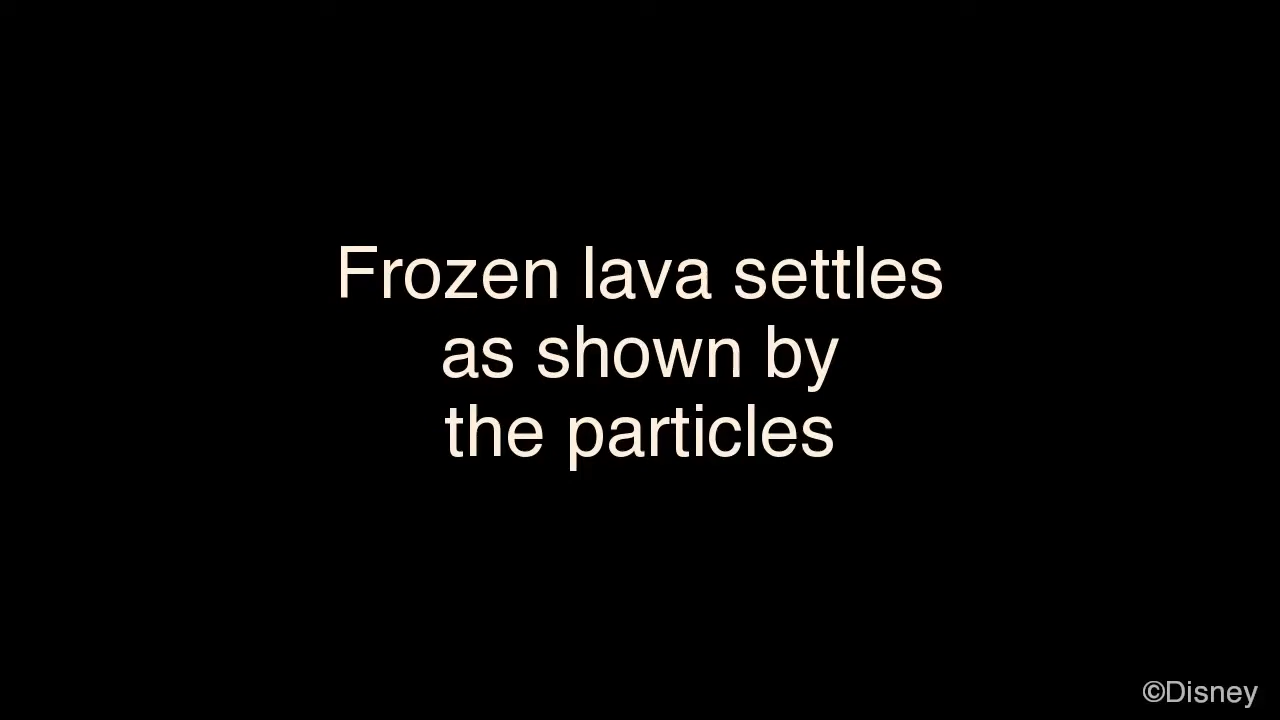 Frozen lava settles
as shown by
the particles
©Disney